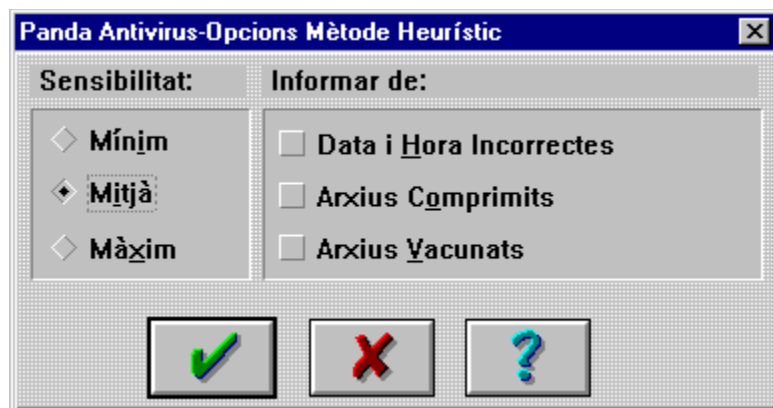 Panda Antivirus-Opcions Mètode Heurístic
Sensibilitat:
Informar de:
Mínim
Mitjà
Màxim
Data i Hora Incorrectes
Arxius Comprimits
Arxius Vacunats